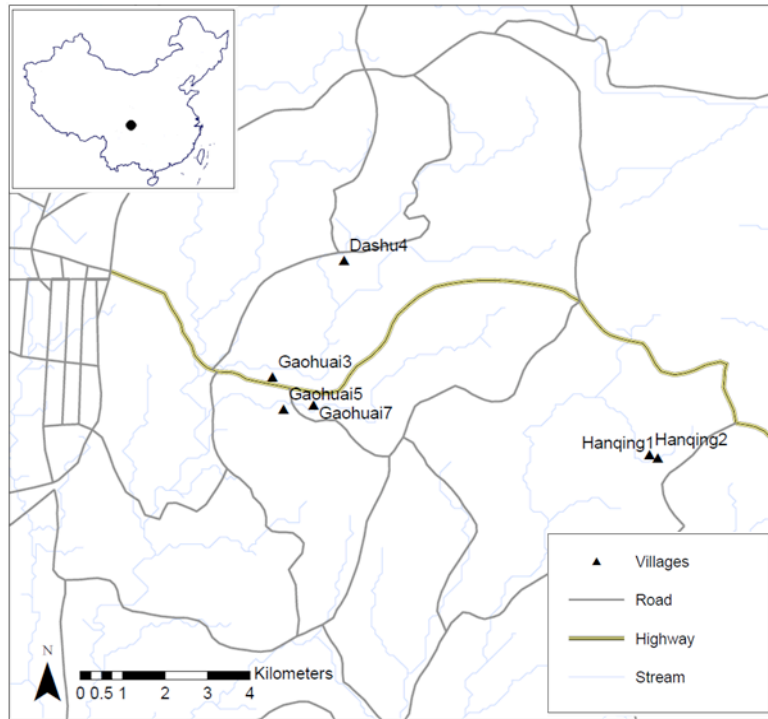 Dashu4
Gaohuai3
Gaohuai5
Gaohuai7
Hanqing1 Hanqing2
Villages
Road
Highway
Stream
N
Kilometers
0 0.5 1 2 3 4